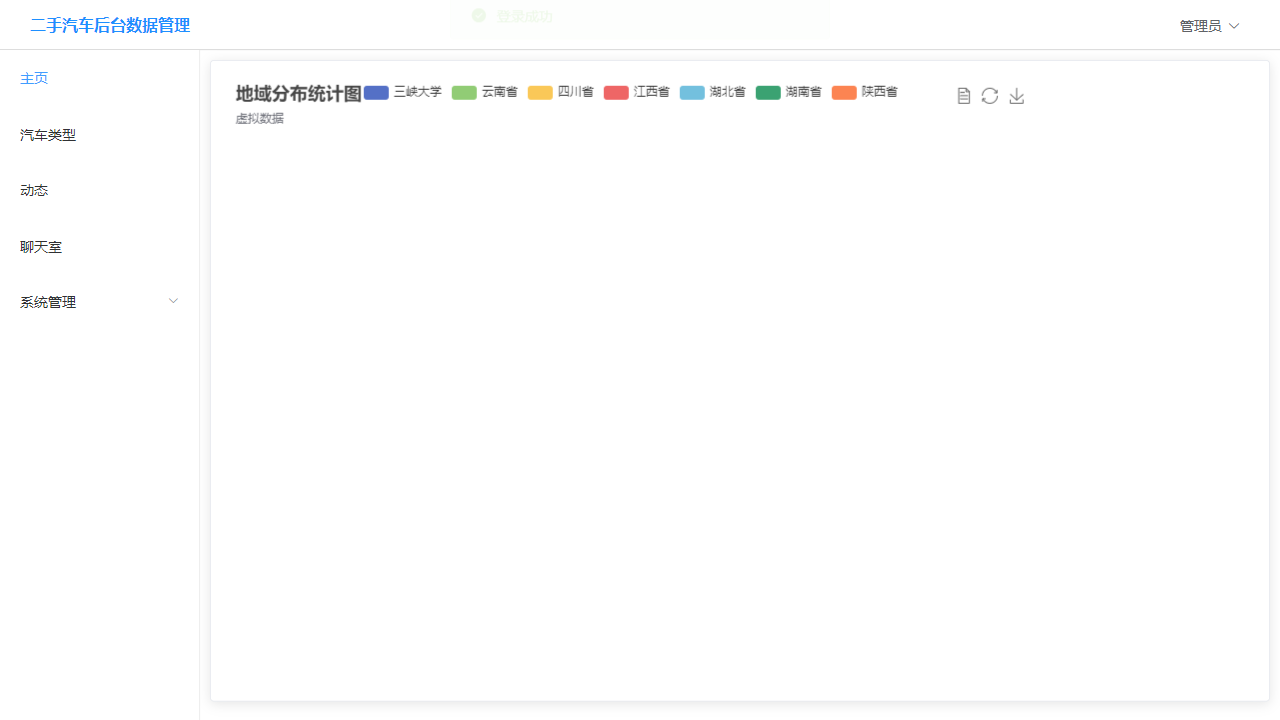 二手汽车后台数据管理
登录成功
管理员
主页
汽车类型
动态
聊天室
系统管理
地域分布统计图
三峡大学 云南省 四川省 江西省 湖北省 湖南省 陕西省
虚拟数据